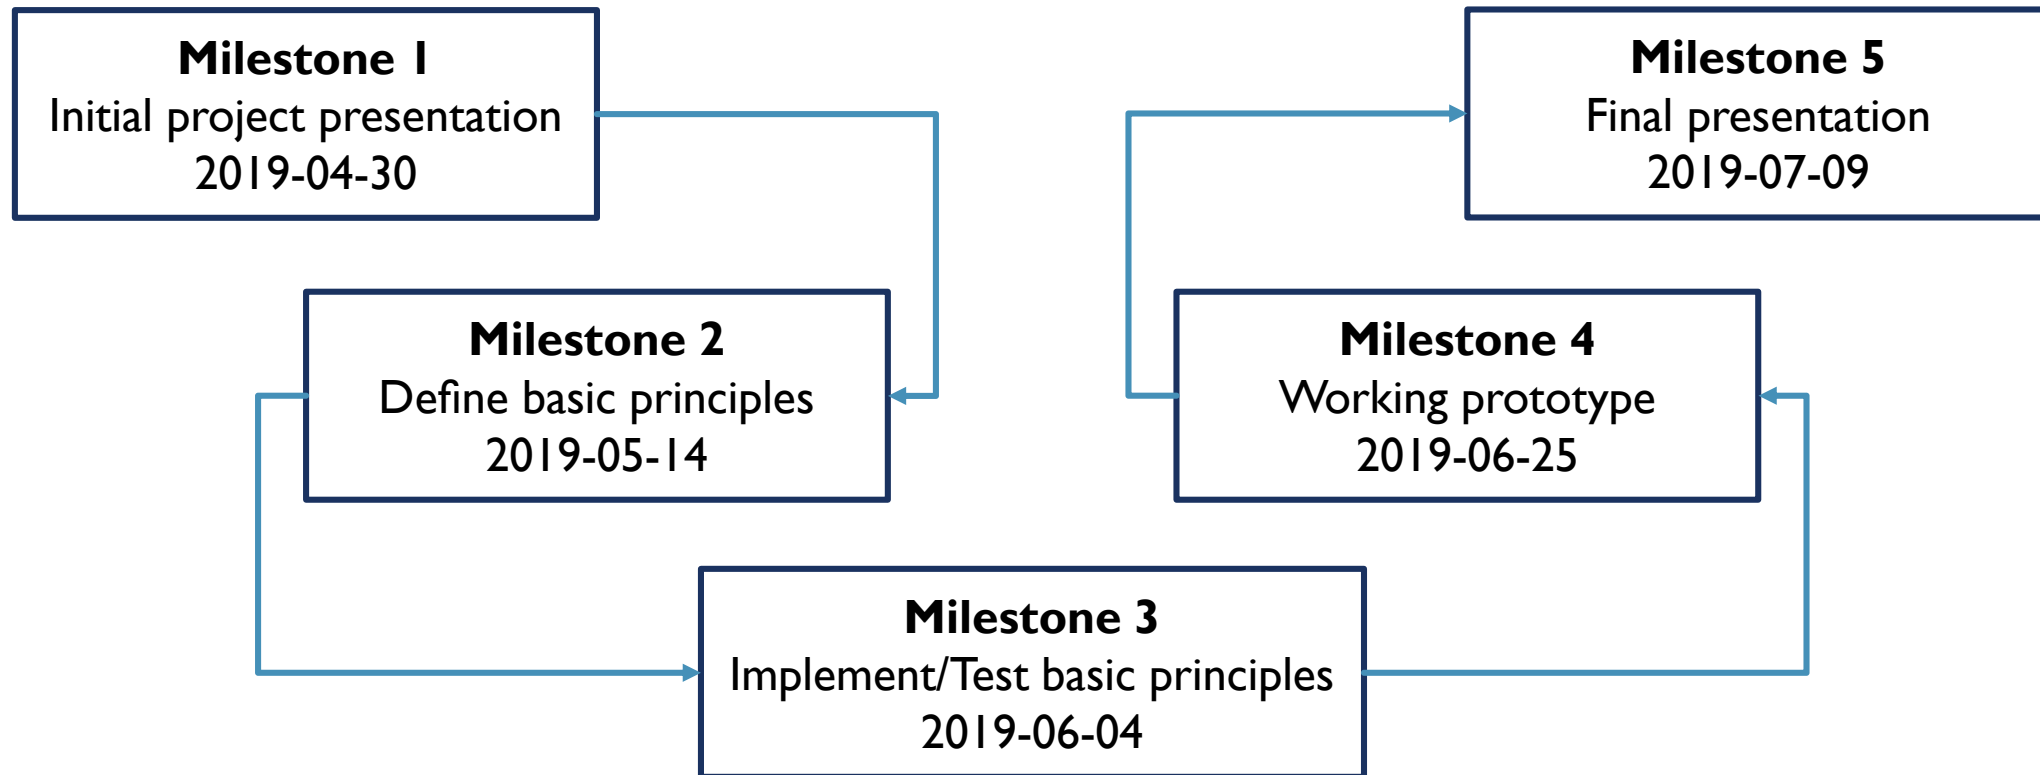 Milestone 1
Initial project presentation
2019-04-30
Milestone 2
Define basic principles
2019-05-14
Milestone 3
Implement/Test basic principles
2019-06-04
Milestone 4
Working prototype
2019-06-25
Milestone 5
Final presentation
2019-07-09